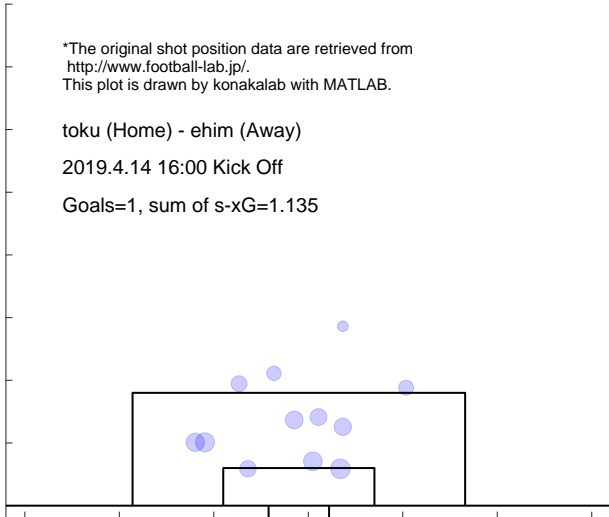 *The original shot position data are retrieved from
http://www.football-lab.jp/.
This plot is drawn by konakalab with MATLAB.
toku (Home) - ehim (Away)
2019.4.14 16:00 Kick Off
Goals=1, sum of s-xG=1.135